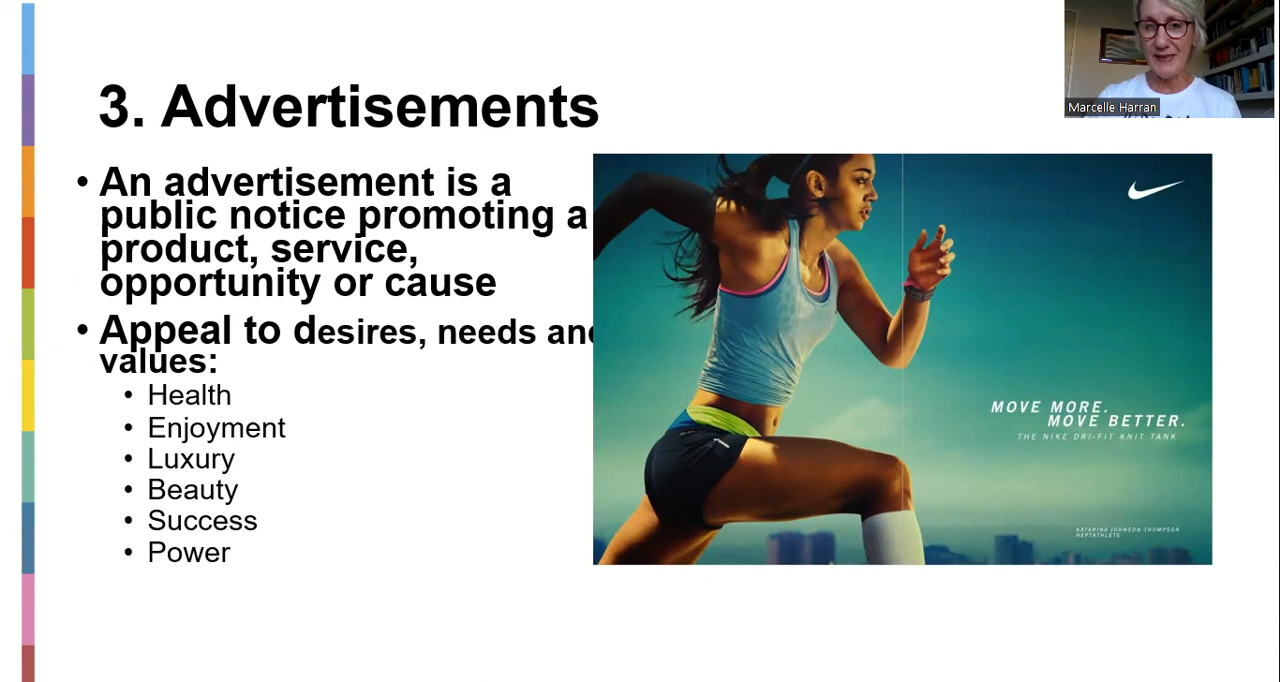 3. Advertisements
• An advertisement is a
public notice promoting a
product, service,
opportunity or cause
• Appeal to desires, needs and
values:
• Health
• Enjoyment
• Luxury
• Beauty
• Success
• Power
MOVE MORE.
MOVE BETTER.
THE NIKE DRI-FIT KNIT TANK
KATARINA JOHNSON-THOMPSON
HEPTATHLETE
Marcelle Harran